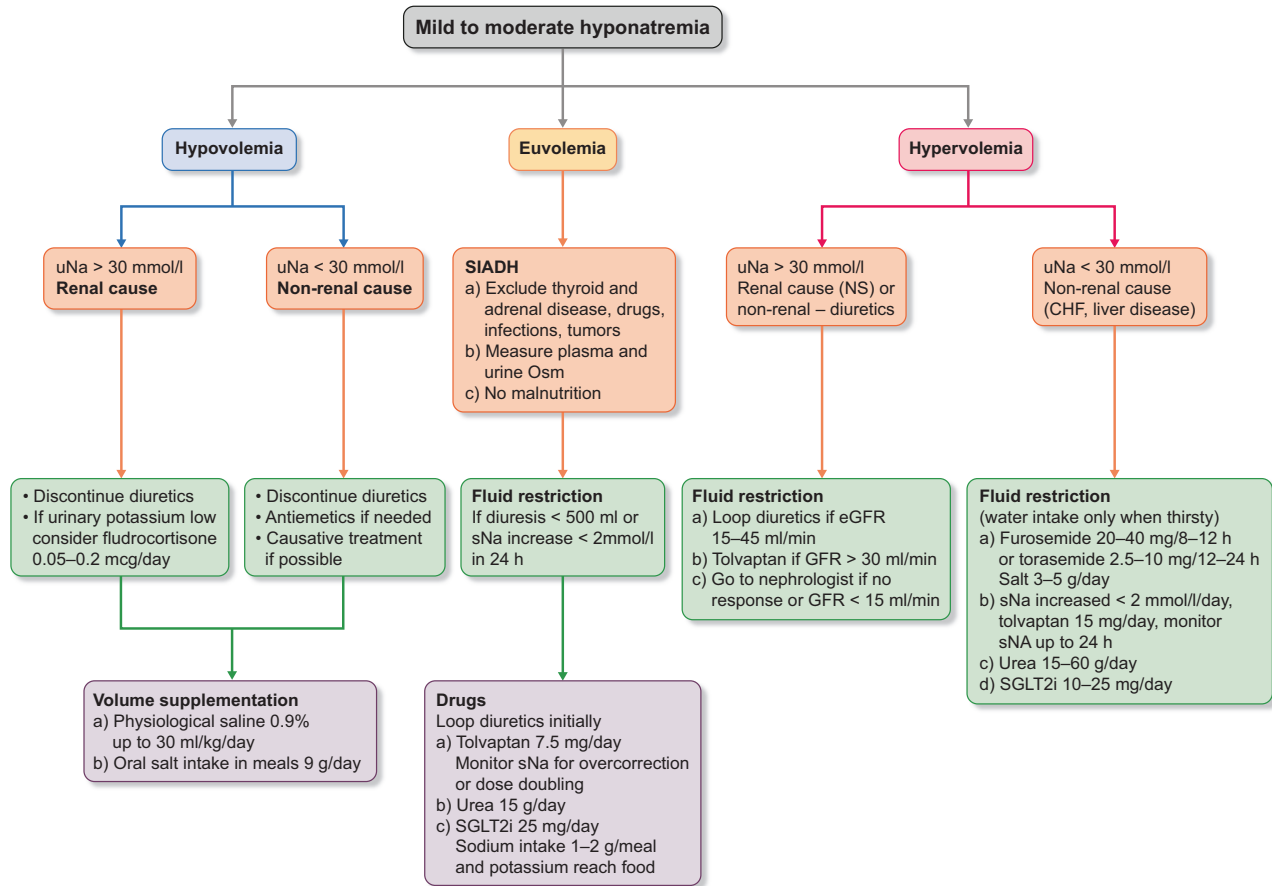 Mild to moderate hyponatremia
Hypovolemia
Euvolemia
Hypervolemia
uNa > 30 mmol/l
Renal cause
uNa < 30 mmol/l
Non-renal cause
SIADH
a) Exclude thyroid and
adrenal disease, drugs,
infections, tumors
b) Measure plasma and
urine Osm
c) No malnutrition
uNa > 30 mmol/l
Renal cause (NS) or
non-renal – diuretics
uNa < 30 mmol/l
Non-renal cause
(CHF, liver disease)
• Discontinue diuretics
• If urinary potassium low
consider fludrocortisone
0.05–0.2 mcg/day
• Discontinue diuretics
• Antiemetics if needed
• Causative treatment
if possible
Fluid restriction
If diuresis < 500 ml or
sNa increase < 2mmol/l
in 24 h
Fluid restriction
a) Loop diuretics if eGFR
15–45 ml/min
b) Tolvaptan if GFR > 30 ml/min
c) Go to nephrologist if no
response or GFR < 15 ml/min
Fluid restriction
(water intake only when thirsty)
a) Furosemide 20–40 mg/8–12 h
or torasemide 2.5–10 mg/12–24 h
Salt 3–5 g/day
b) sNa increased < 2 mmol/l/day,
tolvaptan 15 mg/day, monitor
sNA up to 24 h
c) Urea 15–60 g/day
d) SGLT2i 10–25 mg/day
Volume supplementation
a) Physiological saline 0.9%
up to 30 ml/kg/day
b) Oral salt intake in meals 9 g/day
Drugs
Loop diuretics initially
a) Tolvaptan 7.5 mg/day
Monitor sNa for overcorrection
or dose doubling
b) Urea 15 g/day
c) SGLT2i 25 mg/day
Sodium intake 1–2 g/meal
and potassium reach food